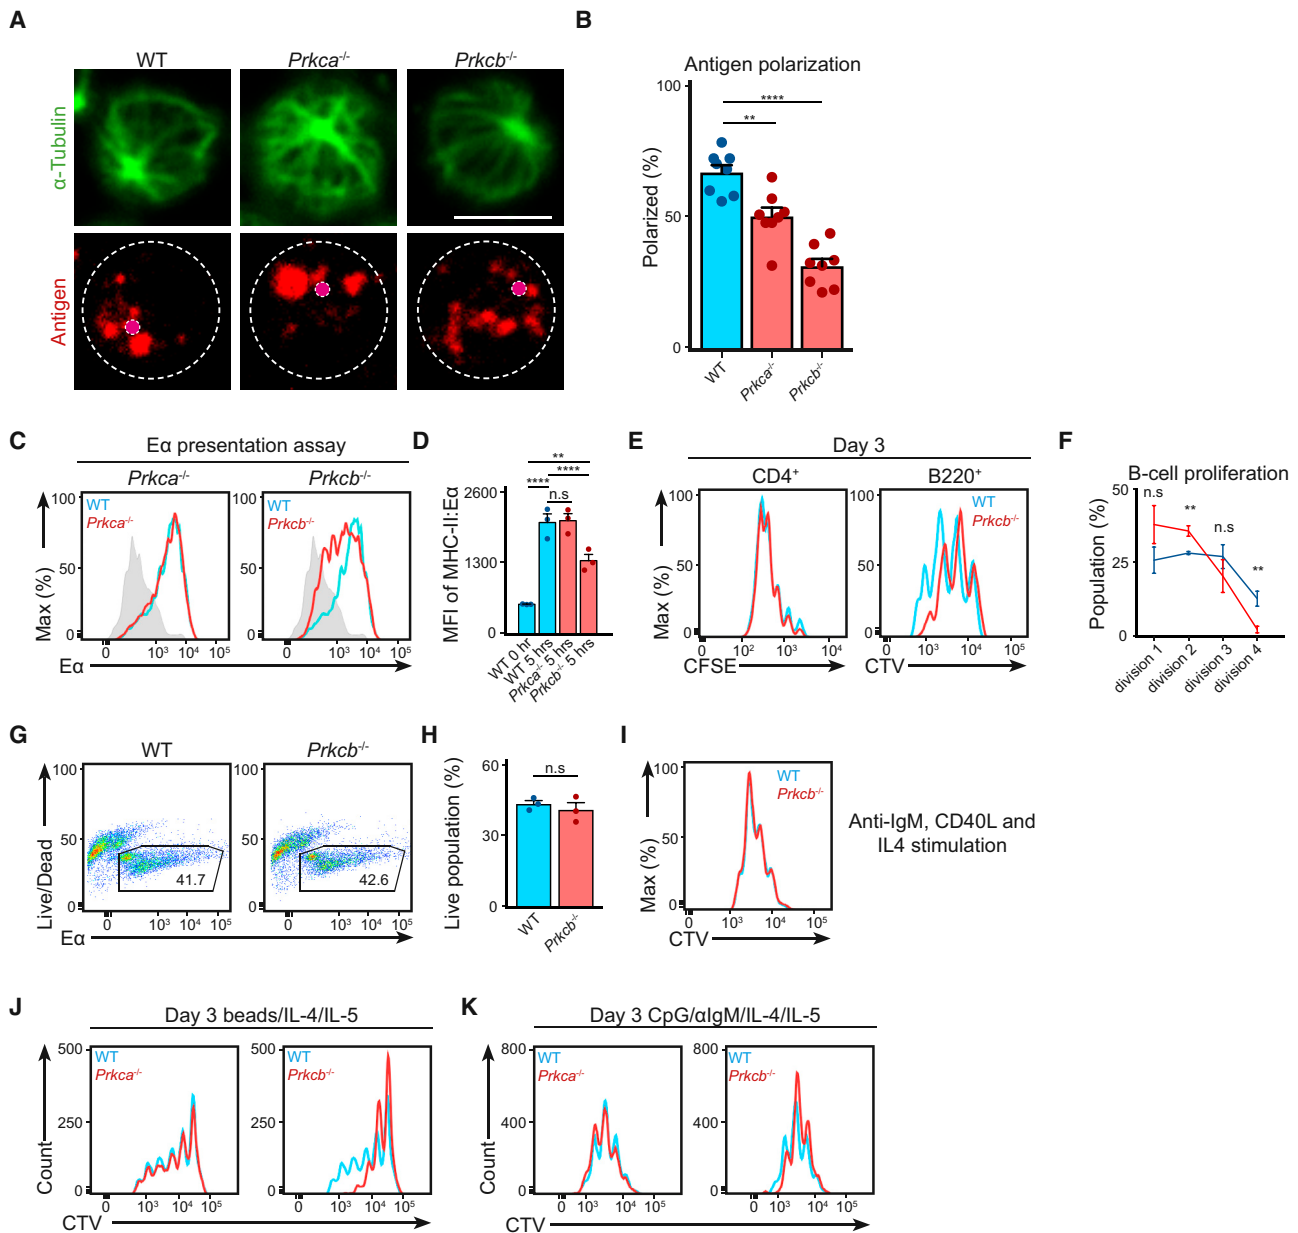 A
WT
Prkca-/-
Prkcb-/-
α-Tubulin
Antigen
B
Antigen polarization
Polarized (%)
100
50
0
****
**
WT
Prkca-/-
Prkcb-/-
C
Eα presentation assay
Prkca-/-
Prkcb-/-
WT
Prkca-/-
WT
Prkcb-/-
Max (%)
100
50
0
100
50
0
0 10³ 10⁴ 10⁵
0 10³ 10⁴ 10⁵
Eα
D
MFI of MHC-II:Eα
2600
1300
0
**
****
****
n.s
WT 0 hr
WT 5 hrs
Prkca-/- 5 hrs
Prkcb-/- 5 hrs
E
Day 3
CD4+
B220+
WT
Prkcb-/-
Max (%)
100
50
0
100
50
0
0 10² 10³ 10⁴
0 10³ 10⁴ 10⁵
CFSE
CTV
F
B-cell proliferation
Population (%)
50
25
0
n.s
**
n.s
**
division 1
division 2
division 3
division 4
G
WT
Prkcb-/-
Live/Dead
100
50
0
100
50
0
41.7
42.6
0 10³ 10⁴ 10⁵
0 10³ 10⁴ 10⁵
Eα
H
Live population (%)
60
30
0
n.s
WT
Prkcb-/-
I
WT
Prkcb-/-
Max (%)
100
50
0
0 10³ 10⁴ 10⁵
CTV
Anti-IgM, CD40L and
IL4 stimulation
J
Day 3 beads/IL-4/IL-5
WT
Prkca-/-
WT
Prkcb-/-
Count
500
250
0
500
250
0
0 10³ 10⁴ 10⁵
0 10³ 10⁴ 10⁵
CTV
K
Day 3 CpG/αIgM/IL-4/IL-5
WT
Prkca-/-
WT
Prkcb-/-
Count
800
400
0
800
400
0
0 10³ 10⁴ 10⁵
0 10³ 10⁴ 10⁵
CTV